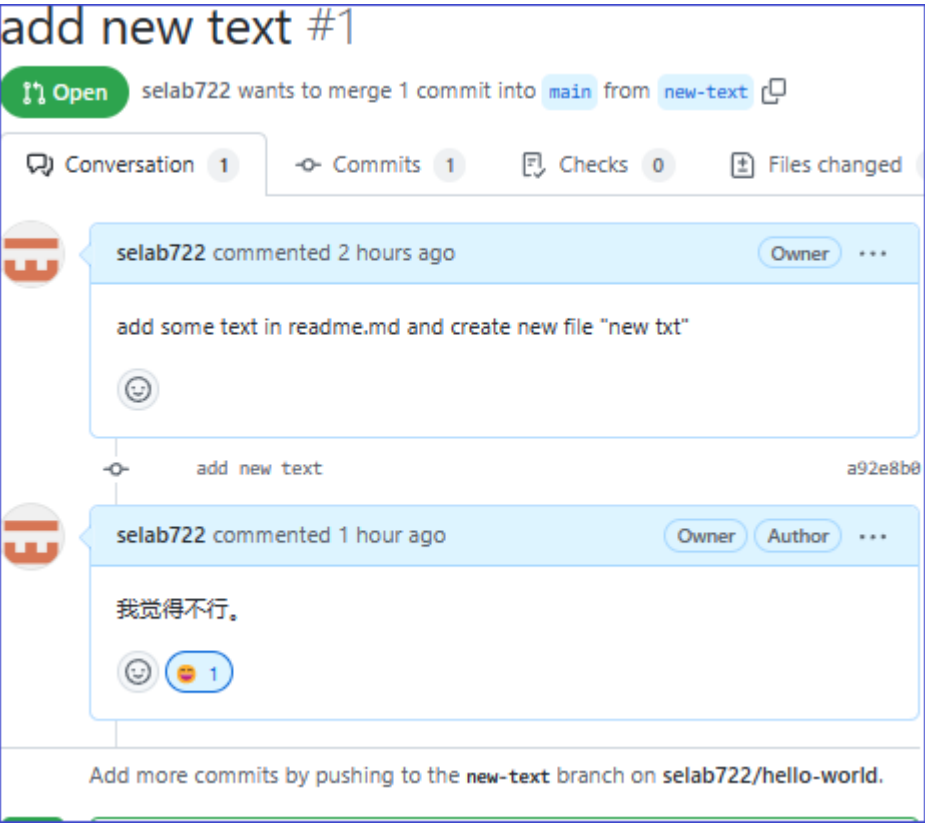 add new text #1
Open selab722 wants to merge 1 commit into main from new-text
Conversation 1 Commits 1 Checks 0 Files changed
selab722 commented 2 hours ago Owner ...
add some text in readme.md and create new file "new txt"
add new text a92e8b0
selab722 commented 1 hour ago Owner Author ...
我觉得不行。
1
Add more commits by pushing to the new-text branch on selab722/hello-world.